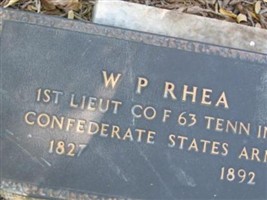 W P RHEA
1ST LIEUT CO F 63 TENN IN
CONFEDERATE STATES AR
1827
1892